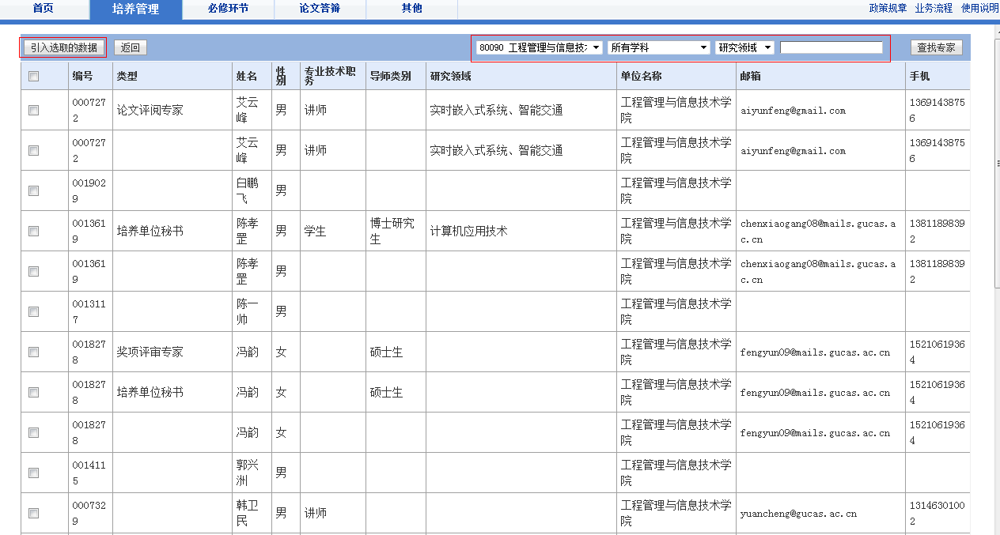 首页 培养管理 必修环节 论文答辩 其他 政策规章 业务流程 使用说明
引入选取的数据 返回 80090 工程管理与信息技 所有学科 研究领域 查找专家
编号 类型 姓名 性别 专业技术职务 导师类别 研究领域 单位名称 邮箱 手机
0007272 论文评阅专家 艾云峰 男 讲师 实时嵌入式系统、智能交通 工程管理与信息技术学院 aiyunfeng@gmail.com 13691438756
0007272 艾云峰 男 讲师 实时嵌入式系统、智能交通 工程管理与信息技术学院 aiyunfeng@gmail.com 13691438756
0019029 白鹏飞 男 工程管理与信息技术学院
0013619 培养单位秘书 陈孝罡 男 学生 博士研究生 计算机应用技术 工程管理与信息技术学院 chenxiaogang08@mails.gucas.ac.cn 13811898392
0013619 陈孝罡 男 工程管理与信息技术学院 chenxiaogang08@mails.gucas.ac.cn 13811898392
0013117 陈一帅 男 工程管理与信息技术学院
0018278 奖项评审专家 冯韵 女 硕士生 工程管理与信息技术学院 fengyun09@mails.gucas.ac.cn 15210619364
0018278 培养单位秘书 冯韵 女 硕士生 工程管理与信息技术学院 fengyun09@mails.gucas.ac.cn 15210619364
0018278 冯韵 女 工程管理与信息技术学院 fengyun09@mails.gucas.ac.cn 15210619364
0014115 郭兴洲 男 工程管理与信息技术学院
0007329 韩卫民 男 讲师 工程管理与信息技术学院 yuancheng@gucas.ac.cn 13146301002